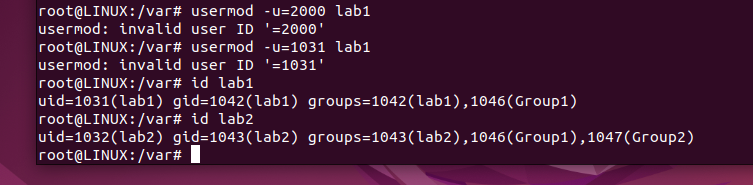 root@LINUX:/var# usermod -u=2000 lab1
usermod: invalid user ID '=2000'
root@LINUX:/var# usermod -u=1031 lab1
usermod: invalid user ID '=1031'
root@LINUX:/var# id lab1
uid=1031(lab1) gid=1042(lab1) groups=1042(lab1),1046(Group1)
root@LINUX:/var# id lab2
uid=1032(lab2) gid=1043(lab2) groups=1043(lab2),1046(Group1),1047(Group2)
root@LINUX:/var#